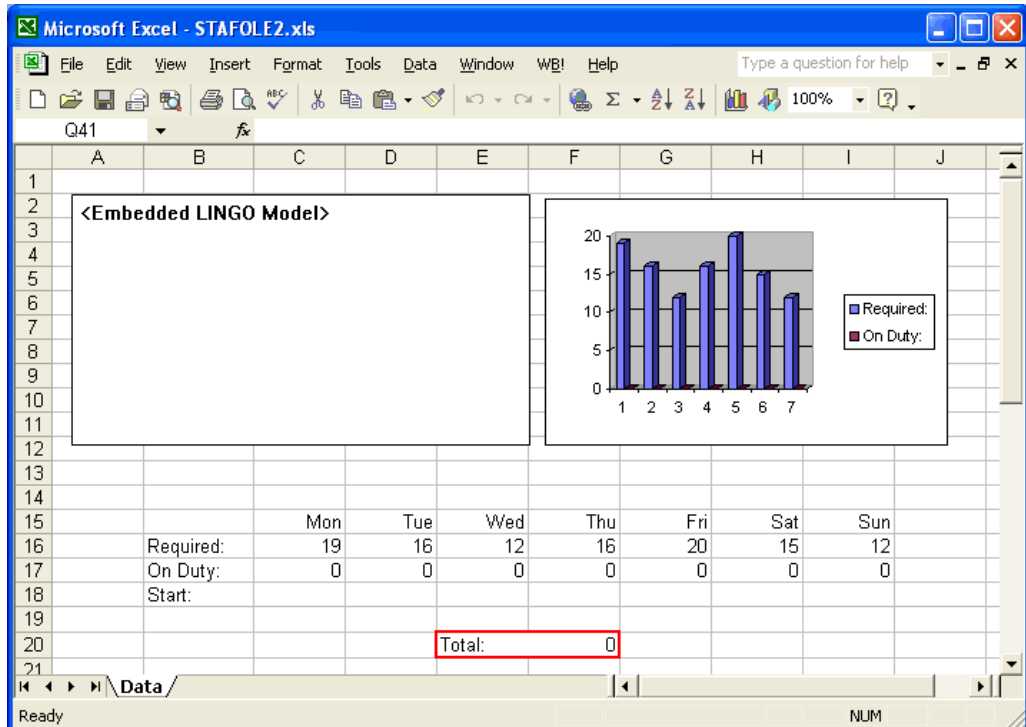 Microsoft Excel - STAFOLE2.xls
File Edit View Insert Format Tools Data Window WB! Help Type a question for help
ABC Σ A Z Z A 100% ?
Q41 fx
A B C D E F G H I J
1
2
3
4
5
6
7
8
9
10
11
12
13
14
<Embedded LINGO Model>
20
15
10
5
0
1 2 3 4 5 6 7
Required:
On Duty:
15 Mon Tue Wed Thu Fri Sat Sun
16 Required: 19 16 12 16 20 15 12
17 On Duty: 0 0 0 0 0 0 0
18 Start:
19
20 Total: 0
21
Data
Ready NUM